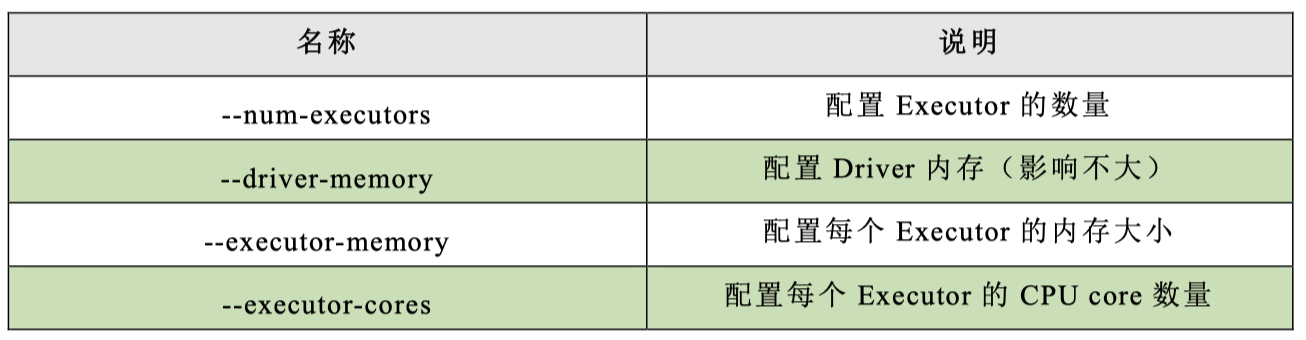 名称 说明
--num-executors 配置 Executor 的数量
--driver-memory 配置 Driver 内存（影响不大）
--executor-memory 配置每个 Executor 的内存大小
--executor-cores 配置每个 Executor 的 CPU core 数量